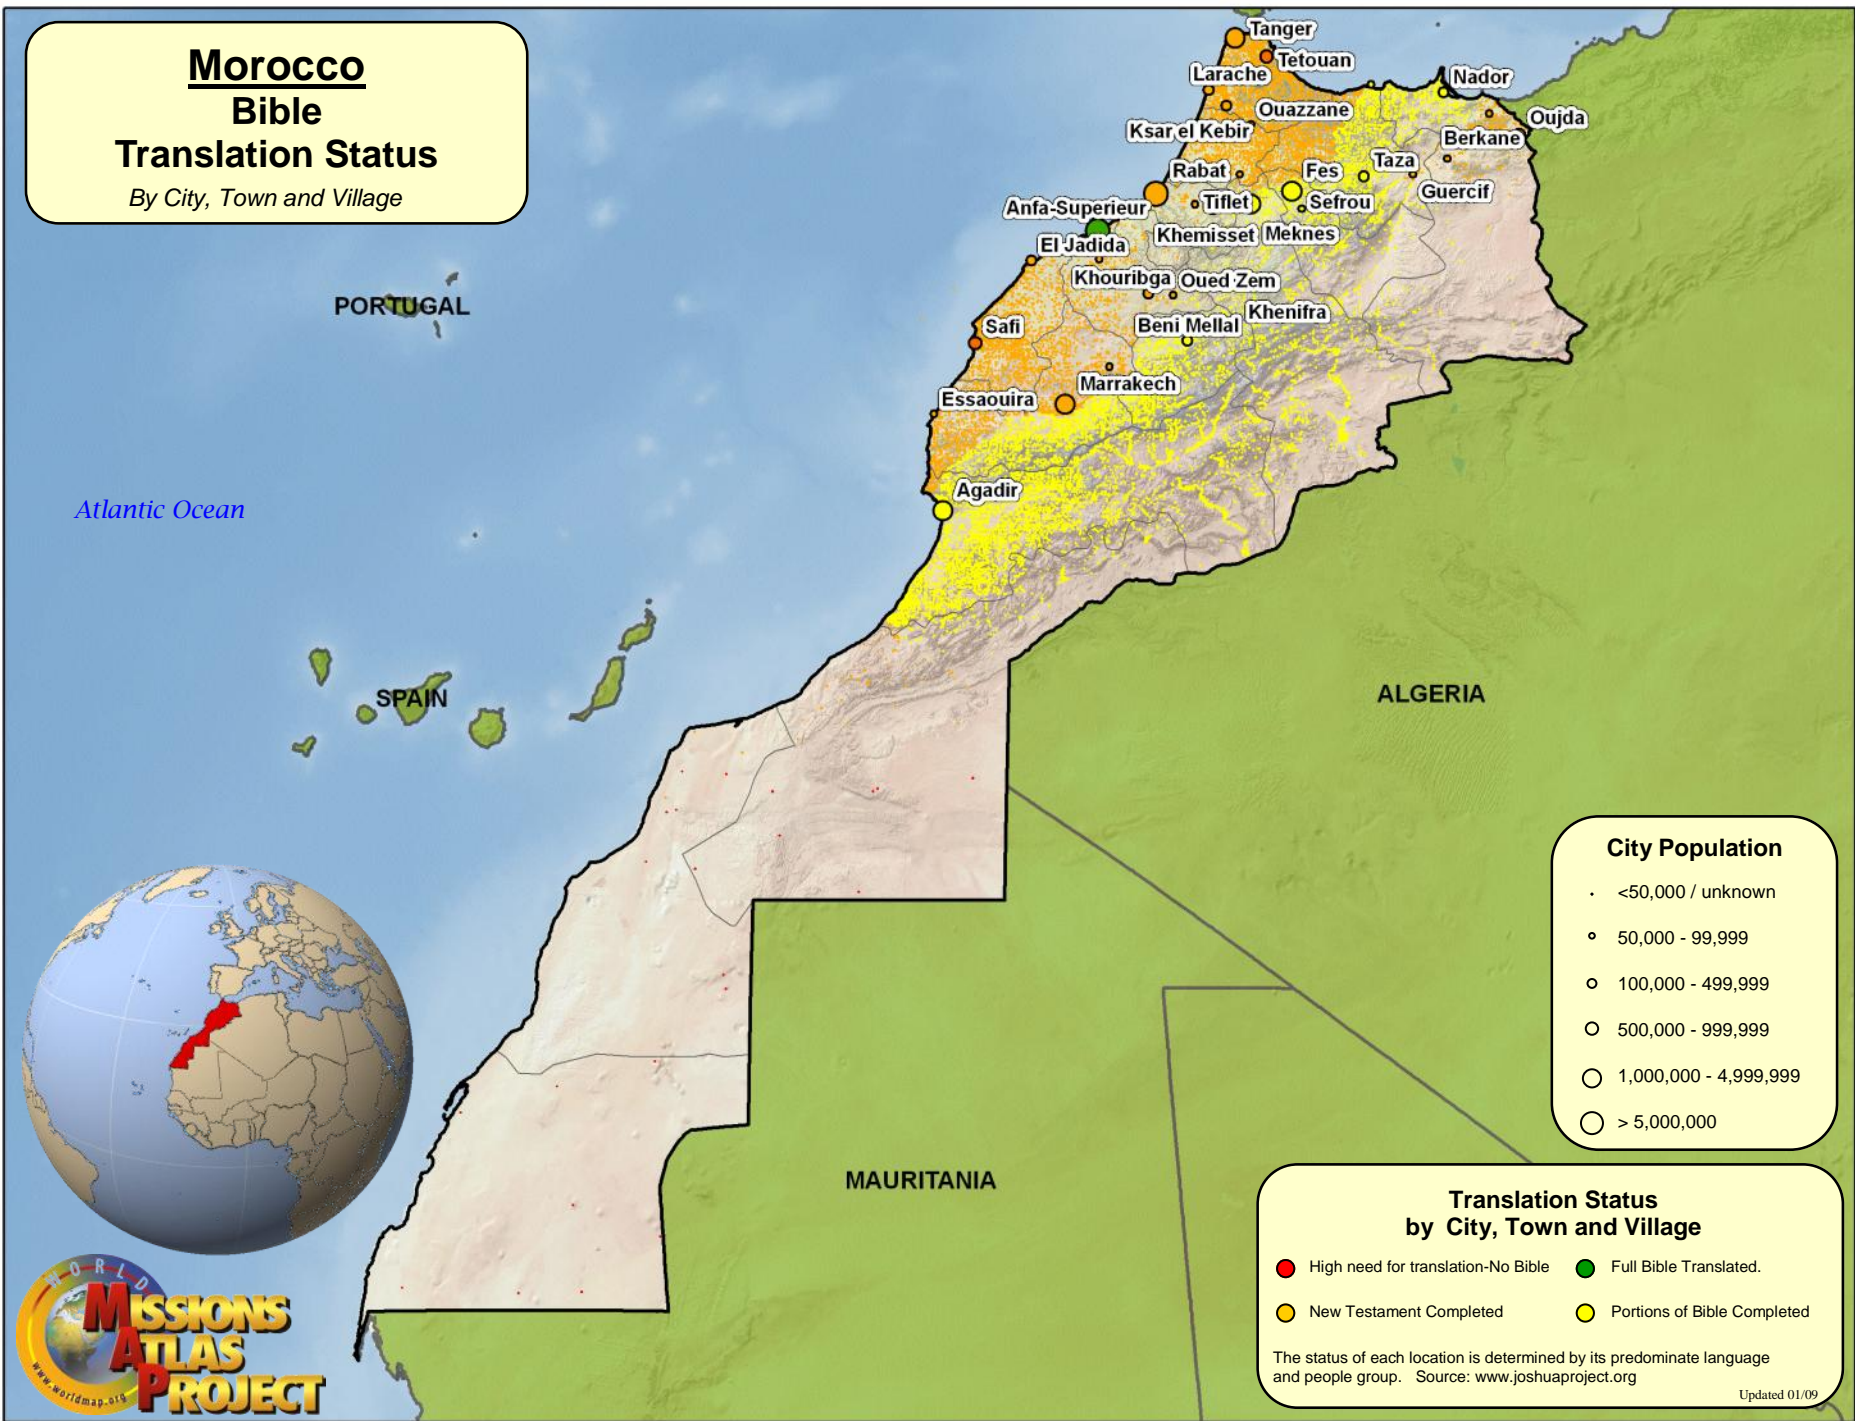 Morocco
Bible
Translation Status
By City, Town and Village
Tanger
Tetouan
Larache
Nador
Ouazzane
Oujda
Ksar el Kebir
Berkane
Taza
Rabat
Fes
Guercif
Anfa-Superieur
Tiflet
Sefrou
El Jadida
Khemisset
Meknes
Khouribga
Oued Zem
PORTUGAL
Khenifra
Safi
Beni Mellal
Marrakech
Essaouira
Agadir
Atlantic Ocean
SPAIN
ALGERIA
MAURITANIA
City Population
<50,000 / unknown
50,000 - 99,999
100,000 - 499,999
500,000 - 999,999
1,000,000 - 4,999,999
> 5,000,000
Translation Status
by City, Town and Village
High need for translation-No Bible
Full Bible Translated.
New Testament Completed
Portions of Bible Completed
The status of each location is determined by its predominate language
and people group. Source: www.joshuaproject.org
Updated 01/09
WORLD
MISSIONS
ATLAS
PROJECT
www.worldmap.org